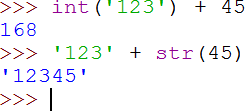 >>> int('123') + 45
168
>>> '123' + str(45)
'12345'
>>>